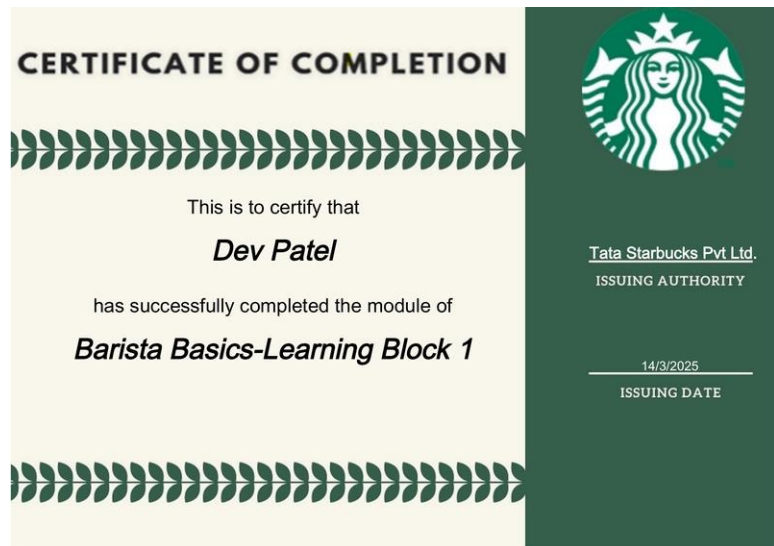 CERTIFICATE OF COMPLETION
This is to certify that
Dev Patel
has successfully completed the module of
Barista Basics-Learning Block 1
Tata Starbucks Pvt Ltd.
ISSUING AUTHORITY
14/3/2025
ISSUING DATE